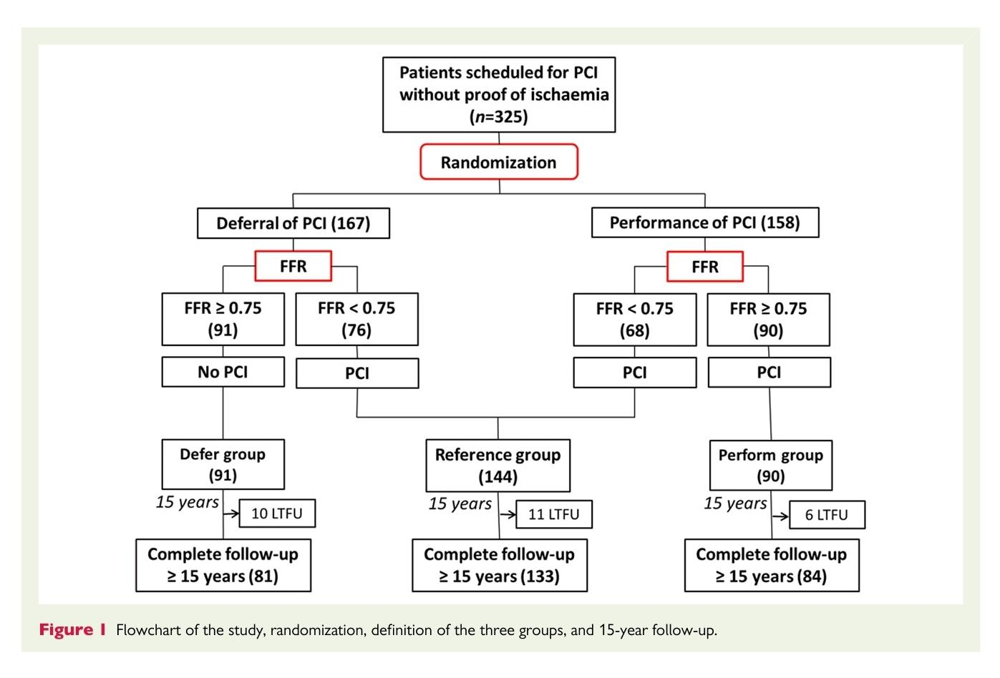 Patients scheduled for PCI
without proof of ischaemia
(n=325)
Randomization
Deferral of PCI (167)
Performance of PCI (158)
FFR
FFR
FFR ≥ 0.75
(91)
FFR < 0.75
(76)
FFR < 0.75
(68)
FFR ≥ 0.75
(90)
No PCI
PCI
PCI
PCI
Defer group
(91)
Reference group
(144)
Perform group
(90)
15 years
10 LTFU
15 years
11 LTFU
15 years
6 LTFU
Complete follow-up
≥ 15 years (81)
Complete follow-up
≥ 15 years (133)
Complete follow-up
≥ 15 years (84)
Figure 1 Flowchart of the study, randomization, definition of the three groups, and 15-year follow-up.